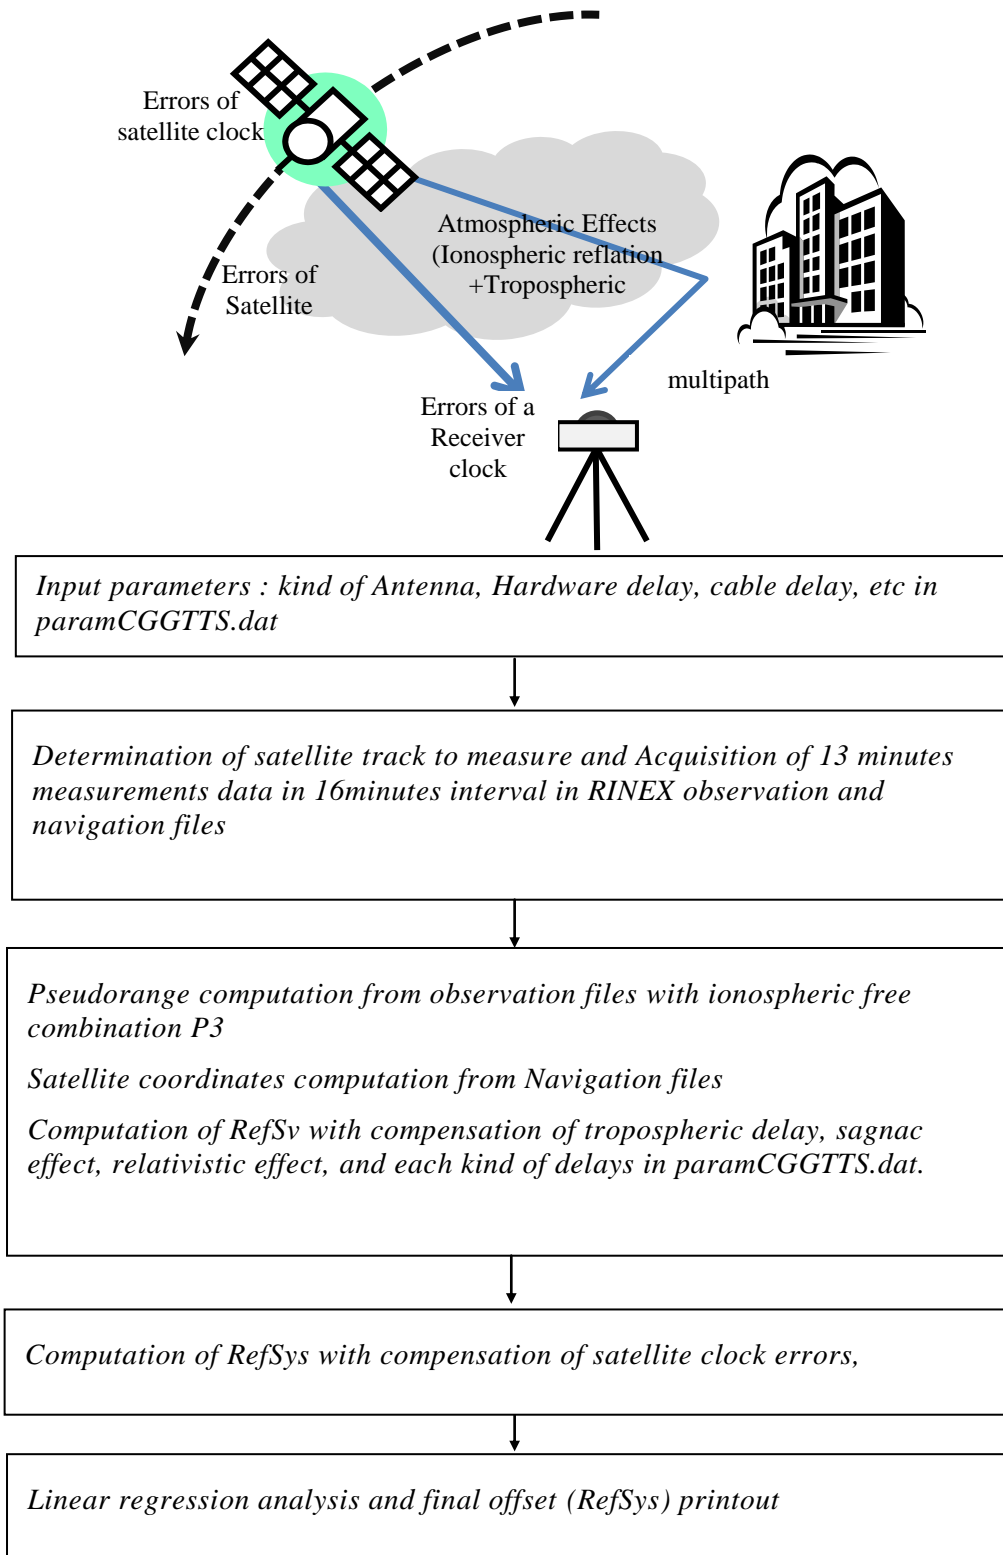 Errors of
satellite clock
Atmospheric Effects
(Ionospheric reflation
+Tropospheric
Errors of
Satellite
multipath
Errors of a
Receiver
clock
Input parameters : kind of Antenna, Hardware delay, cable delay, etc in
paramCGGTTS.dat
Determination of satellite track to measure and Acquisition of 13 minutes
measurements data in 16minutes interval in RINEX observation and
navigation files
Pseudorange computation from observation files with ionospheric free
combination P3
Satellite coordinates computation from Navigation files
Computation of RefSv with compensation of tropospheric delay, sagnac
effect, relativistic effect, and each kind of delays in paramCGGTTS.dat.
Computation of RefSys with compensation of satellite clock errors,
Linear regression analysis and final offset (RefSys) printout